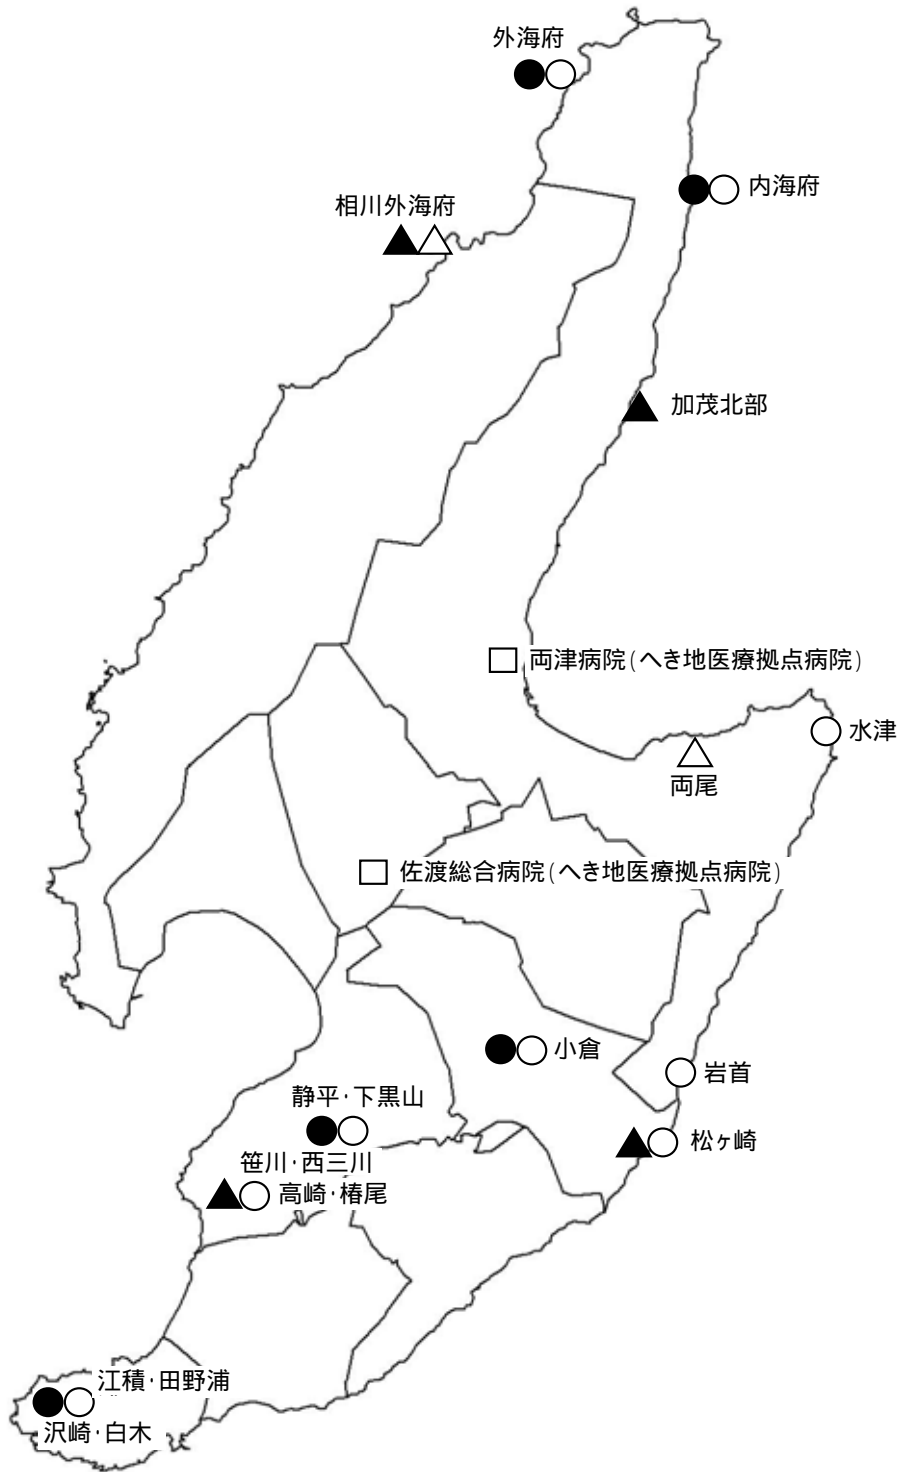 外海府
内海府
相川外海府
加茂北部
両津病院(へき地医療拠点病院)
水津
両尾
佐渡総合病院(へき地医療拠点病院)
小倉
岩首
静平・下黒山
松ヶ崎
笹川・西三川
高崎・椿尾
江積・田野浦
沢崎・白木